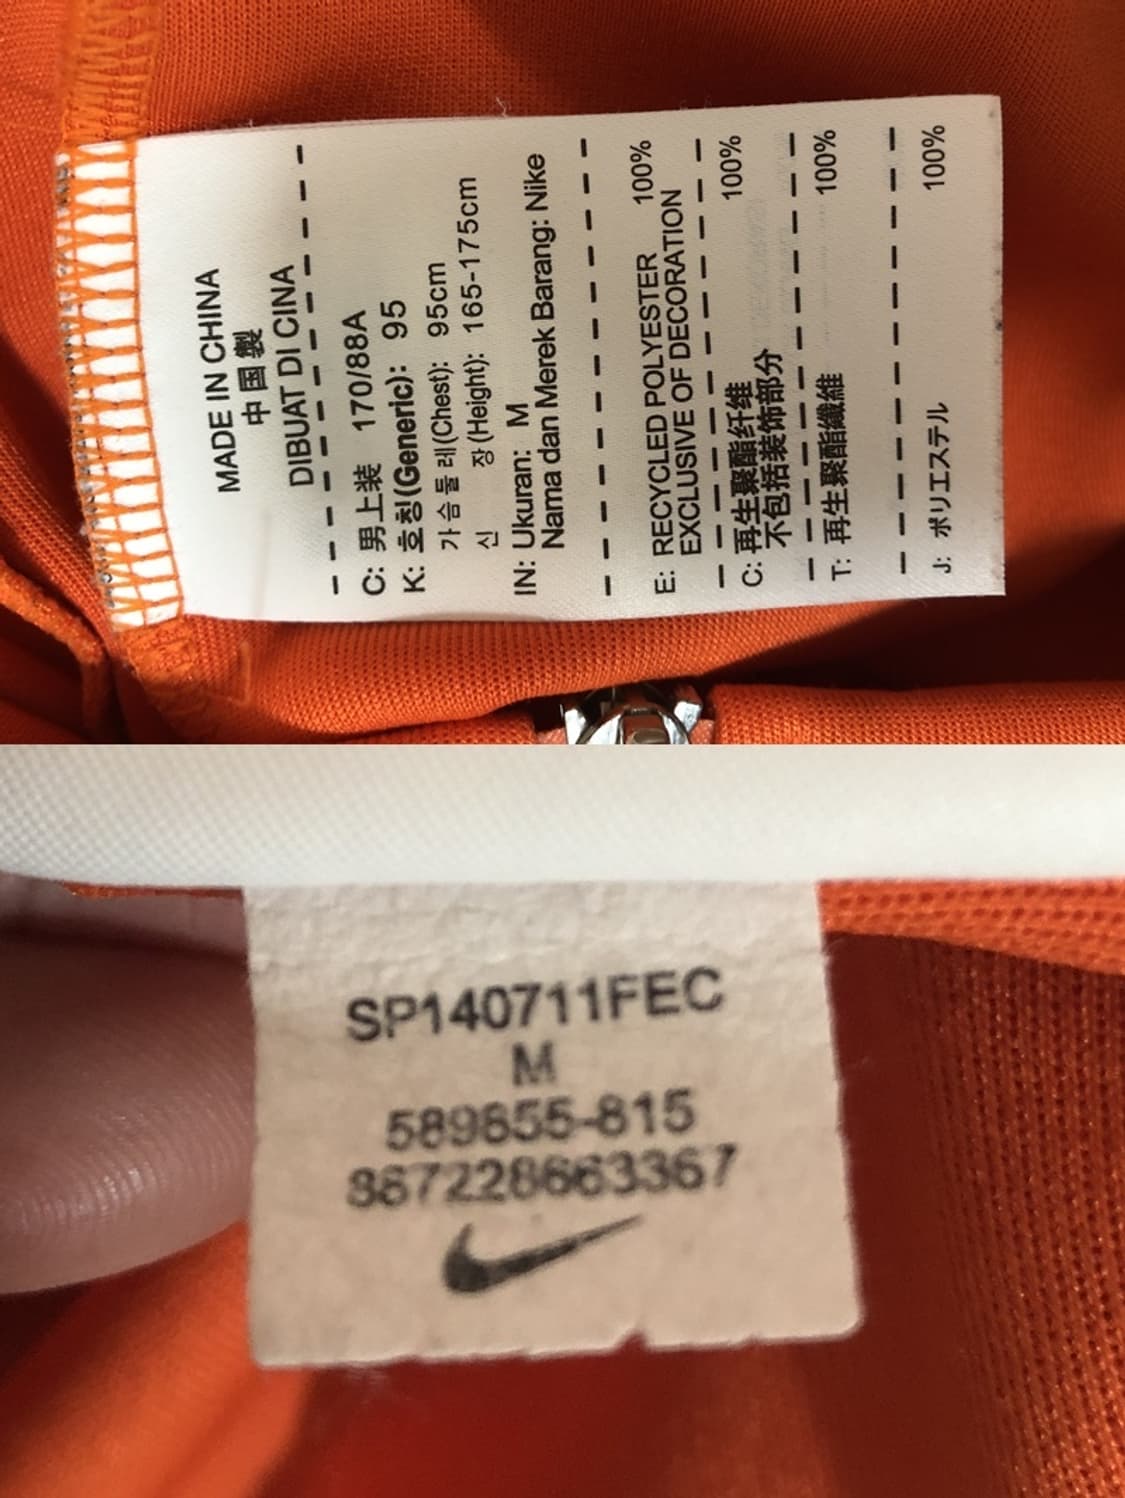 MADE IN CHINA
中国製
DIBUAT DI CINA
C: 男上装 170/88A
K: 호칭(Generic): 95
가슴둘레(Chest): 95cm
신 장(Height): 165-175cm
IN: Ukuran: M
Nama dan Merek Barang: Nike
E: RECYCLED POLYESTER 100%
EXCLUSIVE OF DECORATION
C: 再生聚酯纤维 100%
不包括装饰部分
T: 再生聚酯纖維 100%
J: ポリエステル 100%
SP140711FEC
M
589855-815
887228663367